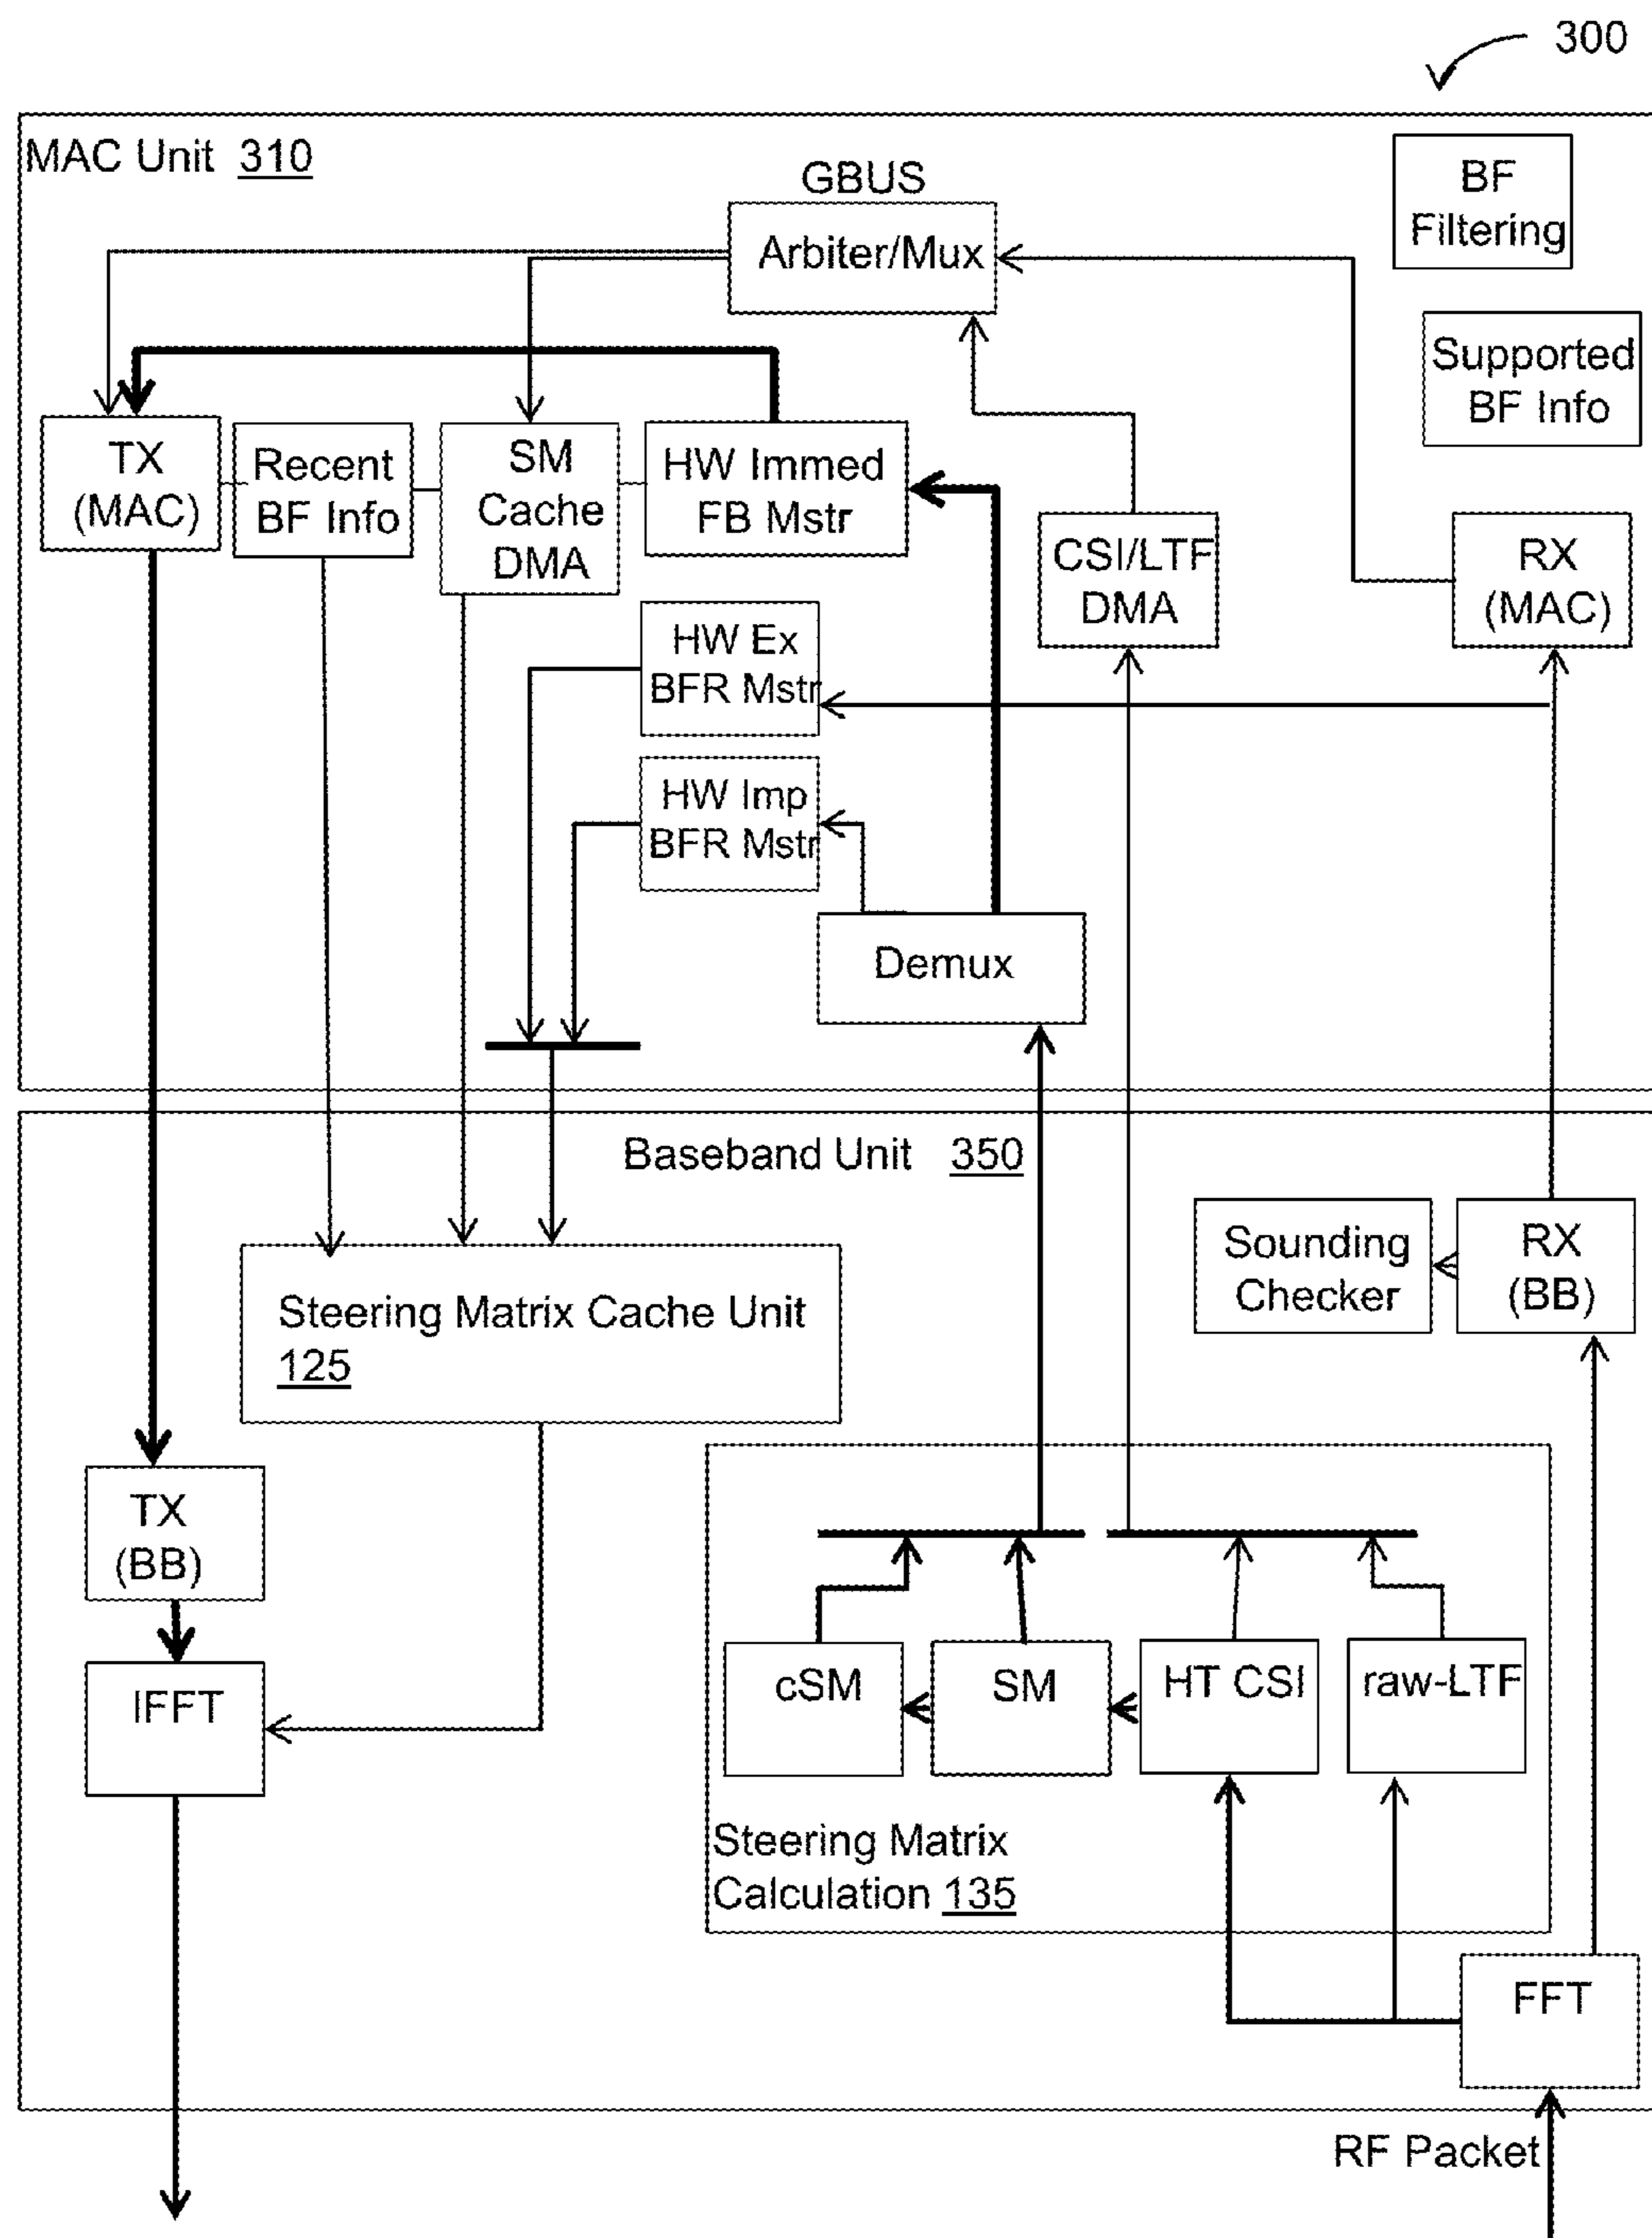 300
MAC Unit 310
GBUS
Arbiter/Mux
BF
Filtering
Supported
BF Info
TX
(MAC)
Recent
BF Info
SM
Cache
DMA
HW Immed
FB Mstr
CSI/LTF
DMA
RX
(MAC)
HW Ex
BFR Mstr
HW Imp
BFR Mstr
Demux
Baseband Unit 350
Sounding
Checker
RX
(BB)
Steering Matrix Cache Unit
125
TX
(BB)
IFFT
cSM
SM
HT CSI
raw-LTF
Steering Matrix
Calculation 135
FFT
RF Packet